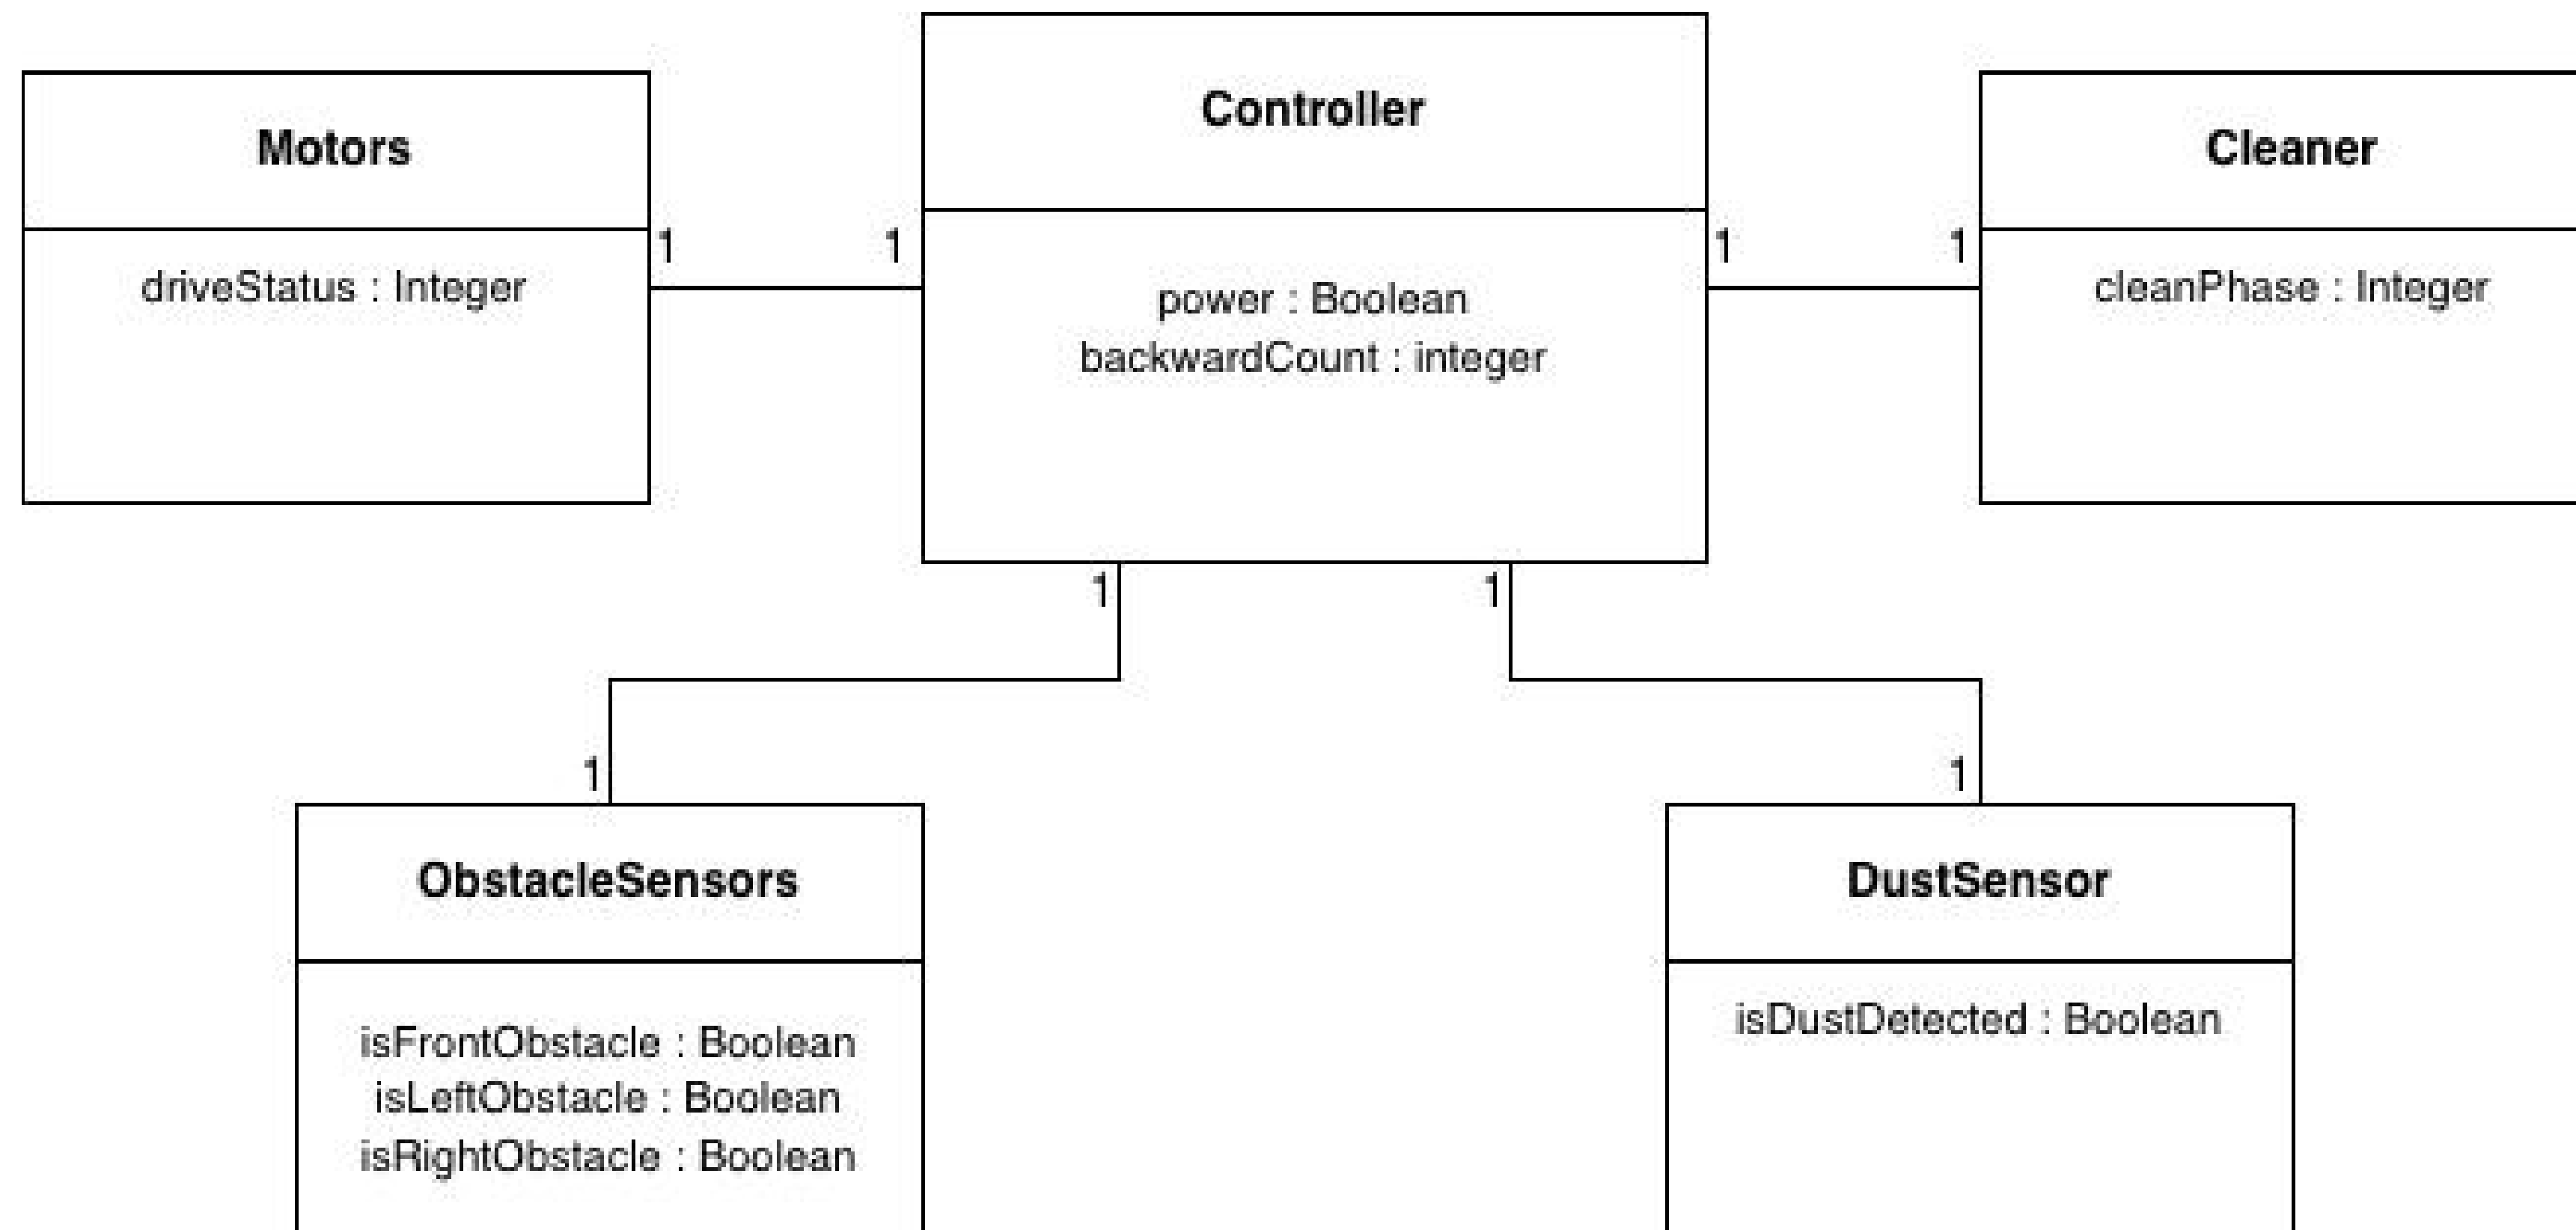 Motors
driveStatus : Integer
1
1
Controller
power : Boolean
backwardCount : integer
1
1
Cleaner
cleanPhase : Integer
1
1
1
1
ObstacleSensors
isFrontObstacle : Boolean
isLeftObstacle : Boolean
isRightObstacle : Boolean
DustSensor
isDustDetected : Boolean